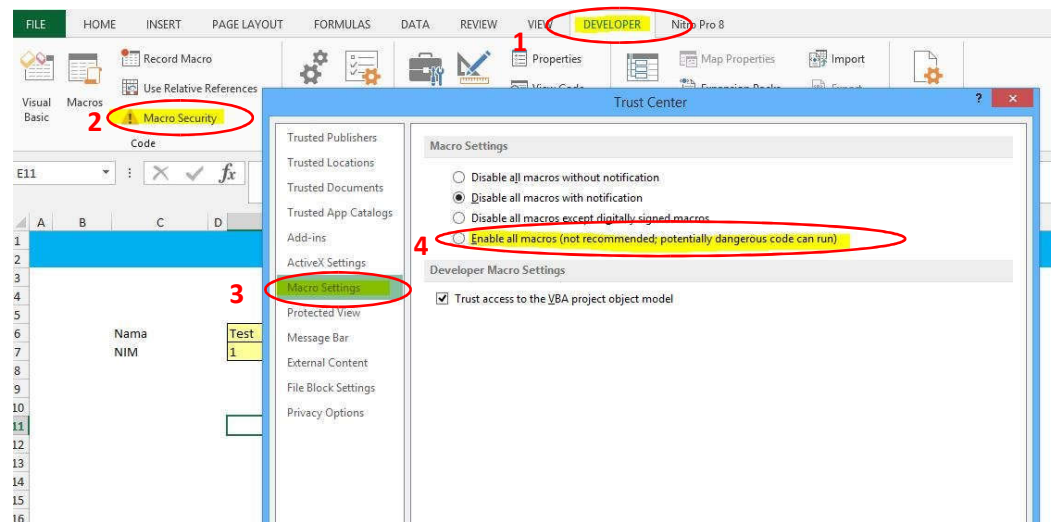 FILE HOME INSERT PAGE LAYOUT FORMULAS DATA REVIEW VIEW DEVELOPER Nitro Pro 8
1
Record Macro
Properties
Map Properties
Import
Use Relative References
View Code
Expansion Packs
Export
Visual Basic
Macros
2
Macro Security
Code
Trust Center
?
E11
fx
A B C D
1
2
3
4
5
6
7
8
9
10
11
12
13
14
15
16
Nama Test
NIM 1
3
Trusted Publishers
Trusted Locations
Trusted Documents
Trusted App Catalogs
Add-ins
ActiveX Settings
Macro Settings
Protected View
Message Bar
External Content
File Block Settings
Privacy Options
Macro Settings
Disable all macros without notification
Disable all macros with notification
Disable all macros except digitally signed macros
4
Enable all macros (not recommended; potentially dangerous code can run)
Developer Macro Settings
Trust access to the VBA project object model